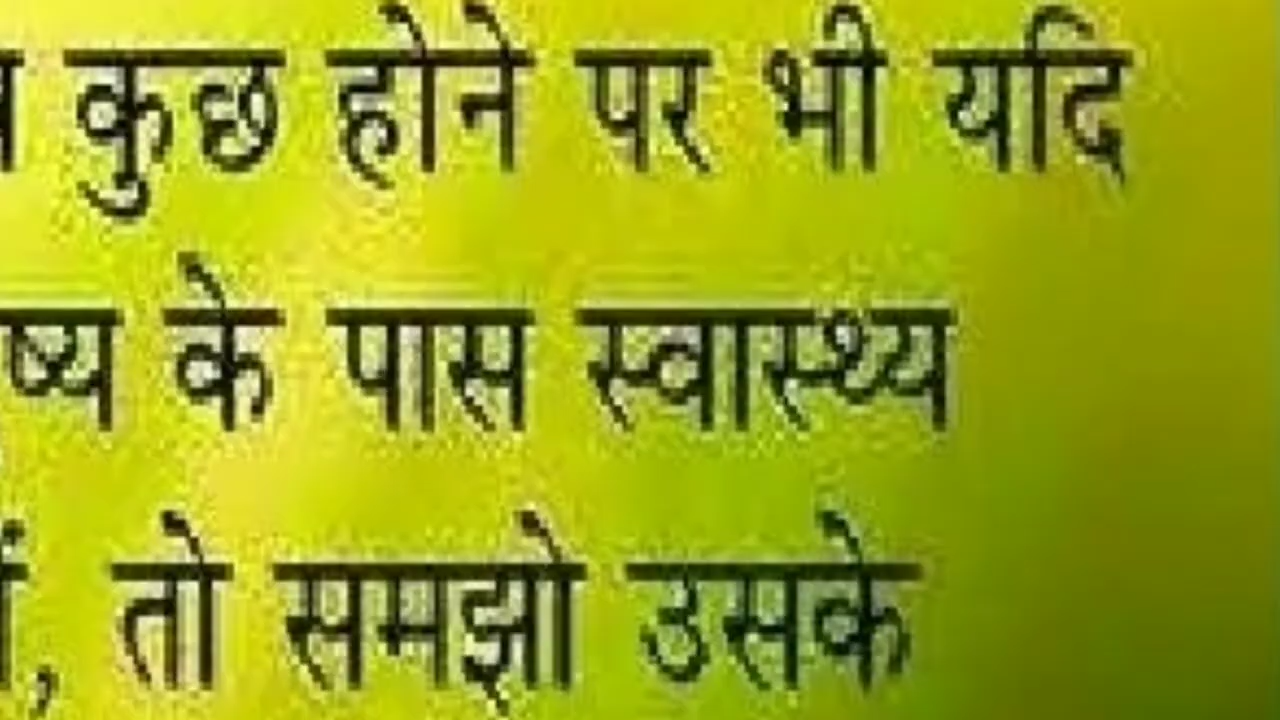 कुछ होने पर भी यदि
के पास स्वास्थ्य
तो समझो उसके